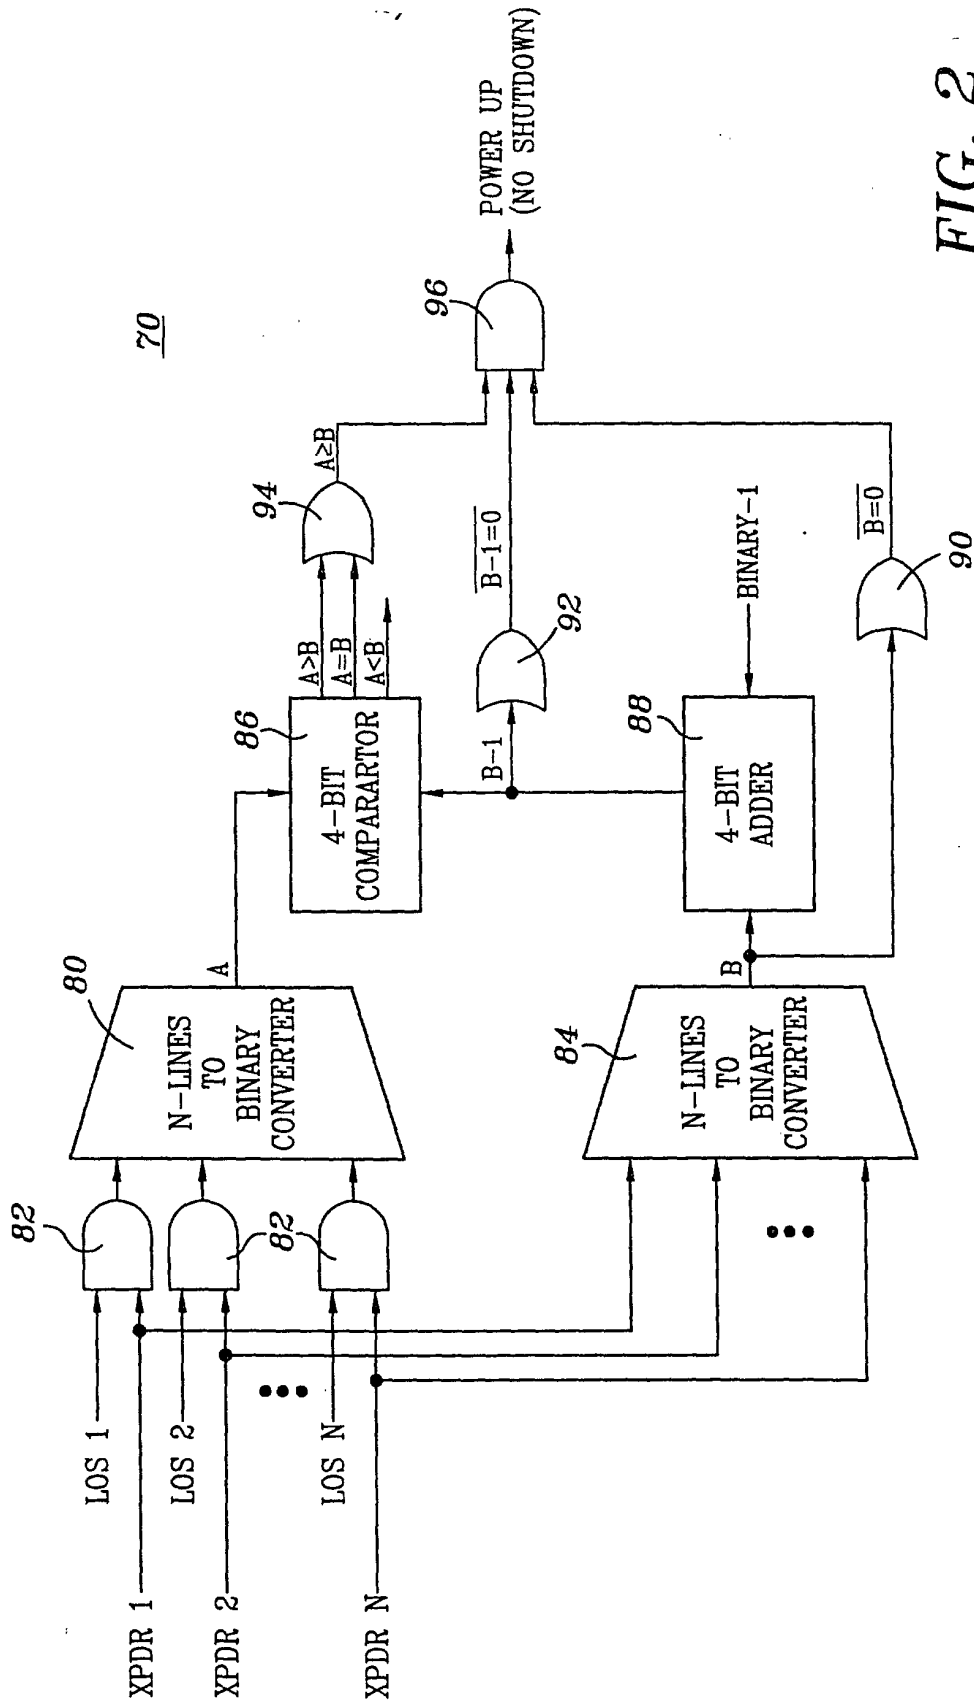 70
XPDR 1
LOS 1
XPDR 2
LOS 2
XPDR N
LOS N
82
82
80
N-LINES
TO
BINARY
CONVERTER
A
84
N-LINES
TO
BINARY
CONVERTER
B
86
4-BIT
COMPARARTOR
A>B
A=B
A<B
94
A≥B
88
4-BIT
ADDER
BINARY-1
B-1
92
B-1=0
90
B=0
96
POWER UP
(NO SHUTDOWN)
FIG. 2